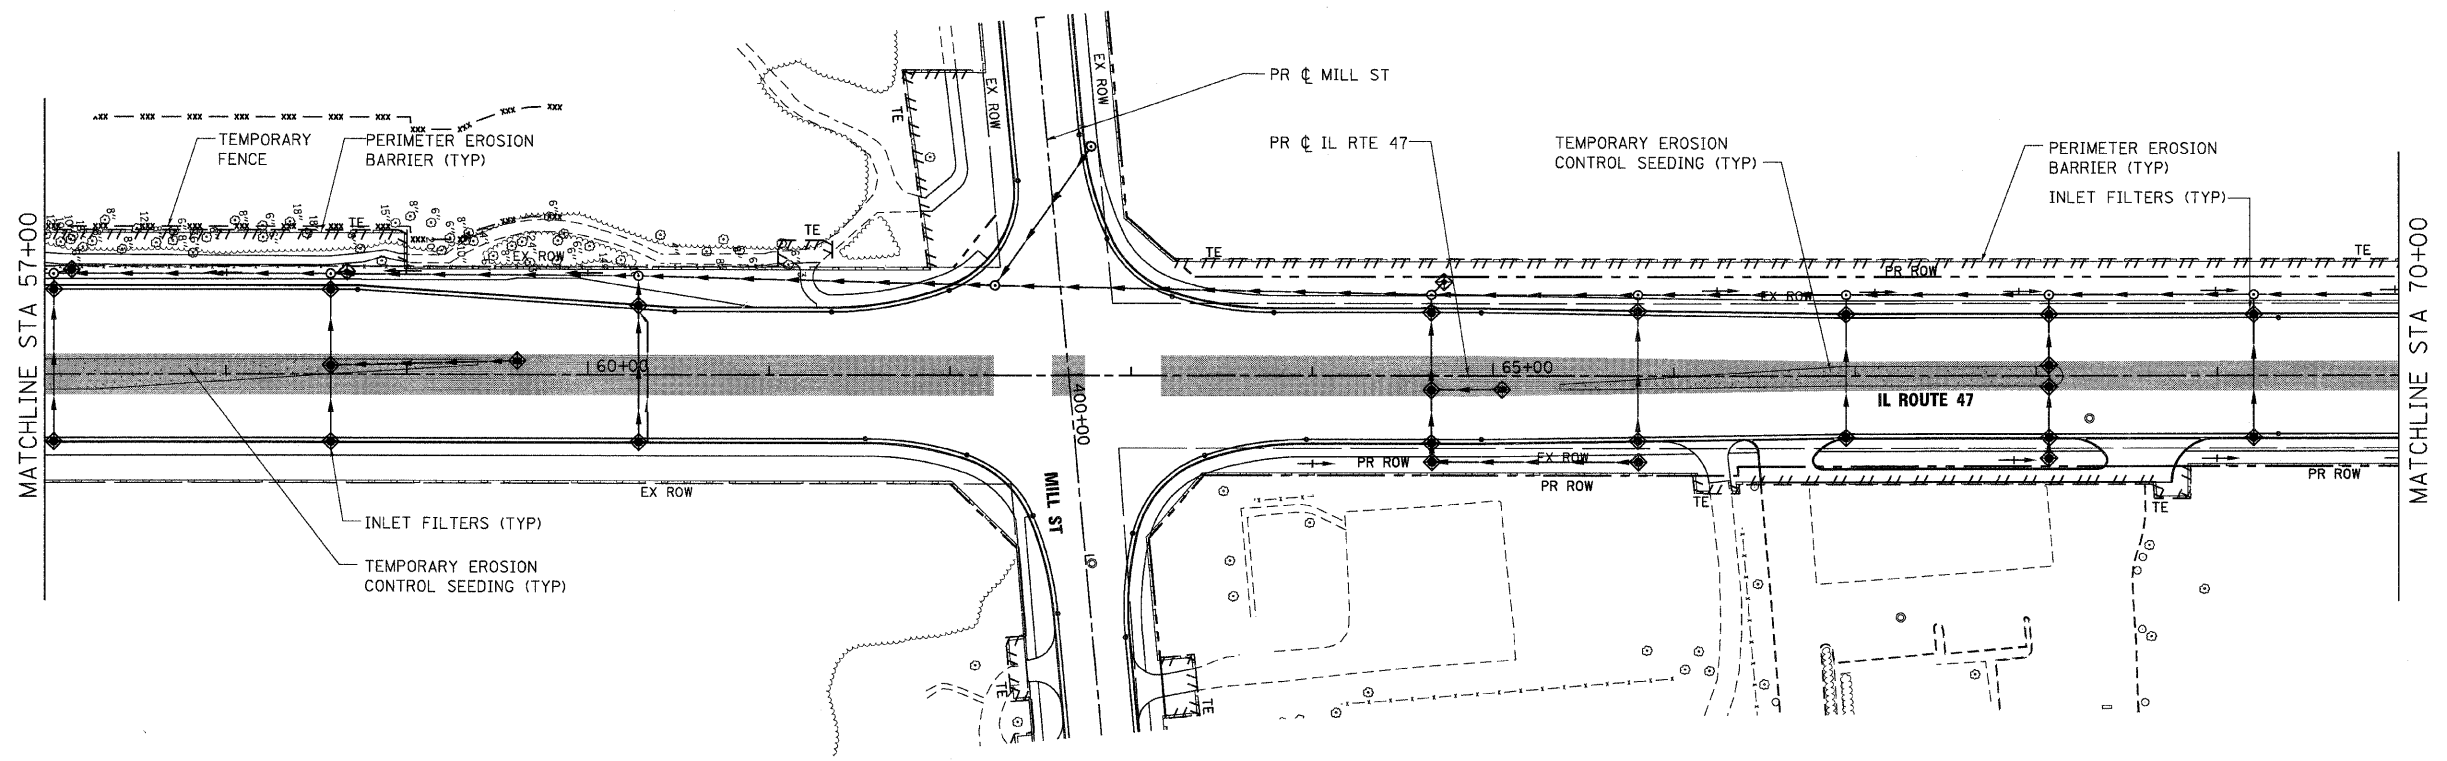 MATCHLINE STA 57+00
TEMPORARY
FENCE
PERIMETER EROSION
BARRIER (TYP)
TE
EX ROW
TE
TE
EX ROW
EX ROW
PR ℄ MILL ST
PR ℄ IL RTE 47
TEMPORARY EROSION
CONTROL SEEDING (TYP)
PERIMETER EROSION
BARRIER (TYP)
INLET FILTERS (TYP)
TE
TE
PR ROW
EX ROW
60+00
65+00
400+00
IL ROUTE 47
MILL ST
EX ROW
PR ROW
EX ROW
PR ROW
PR ROW
TE
TE
TE
TE
INLET FILTERS (TYP)
TEMPORARY EROSION
CONTROL SEEDING (TYP)
MATCHLINE STA 70+00